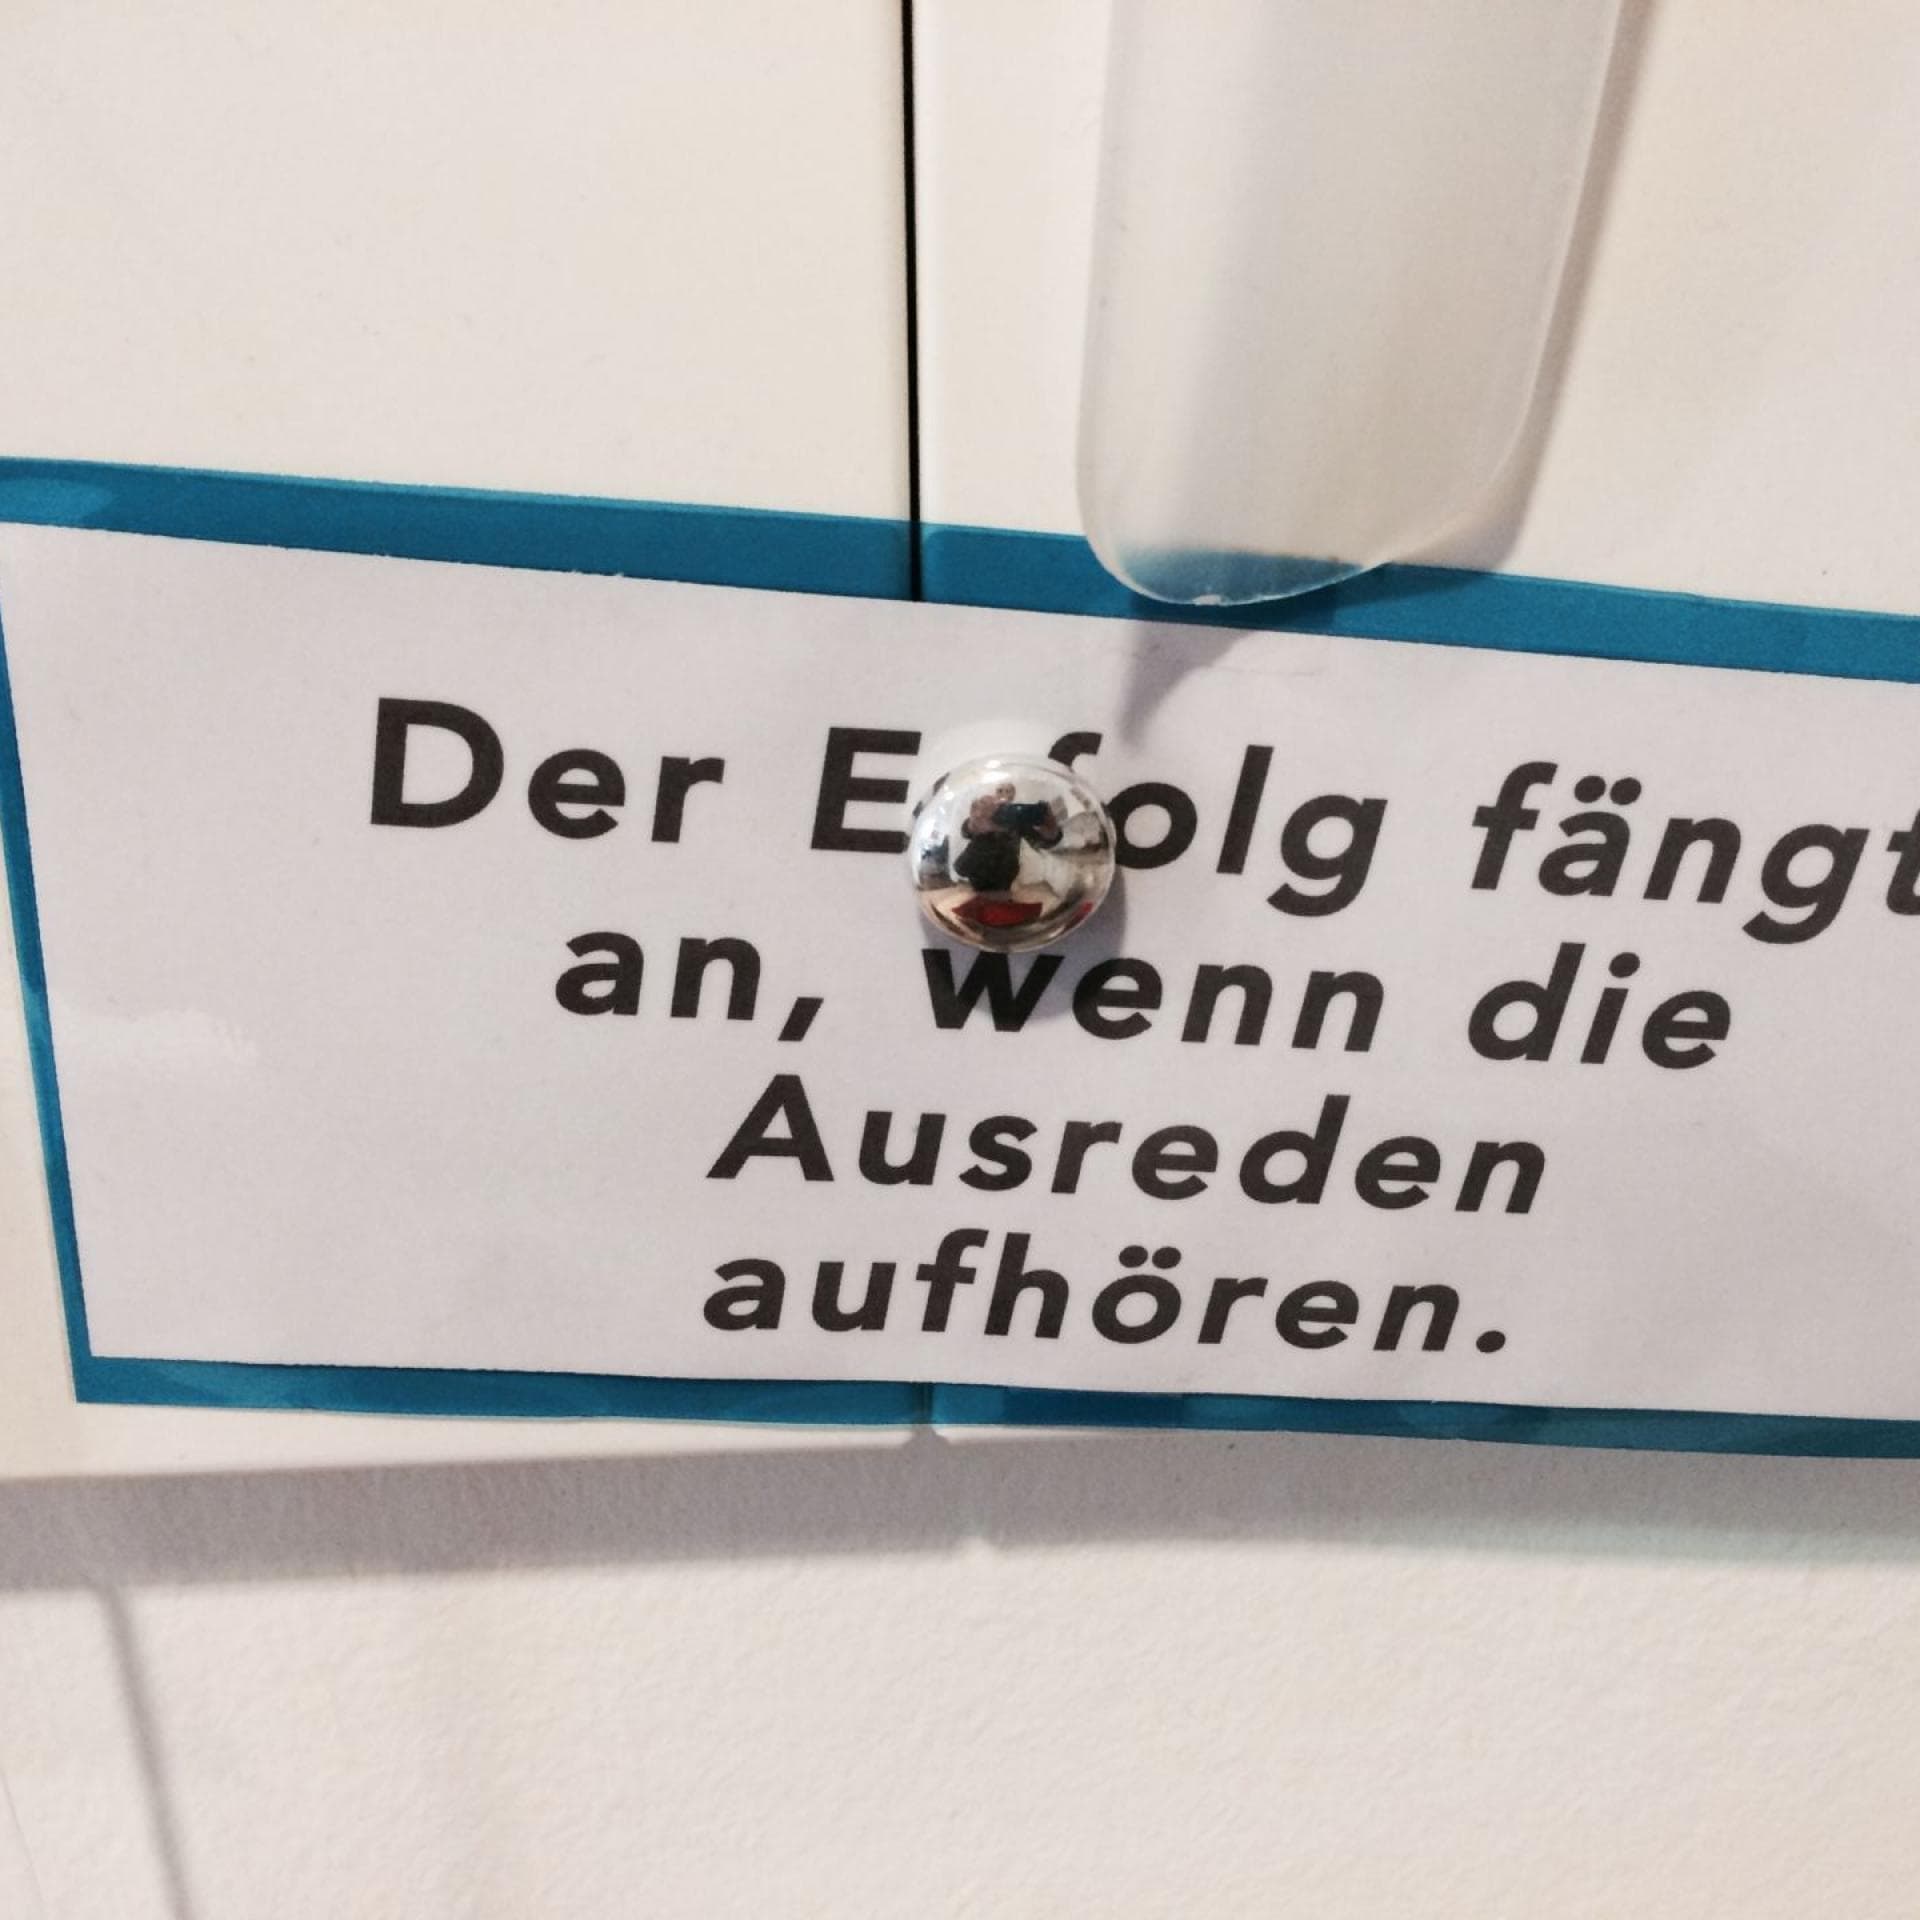 Der Erfolg fängt
an, wenn die
Ausreden
aufhören.